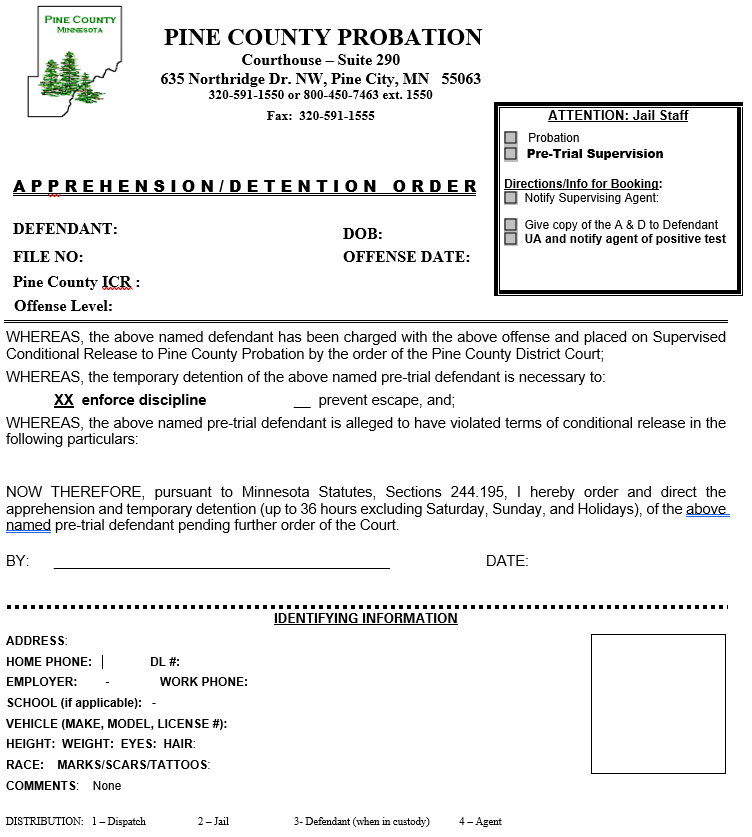 PINE COUNTY
MINNESOTA
PINE COUNTY PROBATION
Courthouse – Suite 290
635 Northridge Dr. NW, Pine City, MN 55063
320-591-1550 or 800-450-7463 ext. 1550
Fax: 320-591-1555
ATTENTION: Jail Staff
Probation
Pre-Trial Supervision
Directions/Info for Booking:
Notify Supervising Agent:
Give copy of the A & D to Defendant
UA and notify agent of positive test
APPREHENSION/DETENTION ORDER
DEFENDANT:
DOB:
FILE NO:
OFFENSE DATE:
Pine County ICR :
Offense Level:
WHEREAS, the above named defendant has been charged with the above offense and placed on Supervised
Conditional Release to Pine County Probation by the order of the Pine County District Court;
WHEREAS, the temporary detention of the above named pre-trial defendant is necessary to:
XX enforce discipline __ prevent escape, and;
WHEREAS, the above named pre-trial defendant is alleged to have violated terms of conditional release in the
following particulars:
NOW THEREFORE, pursuant to Minnesota Statutes, Sections 244.195, I hereby order and direct the
apprehension and temporary detention (up to 36 hours excluding Saturday, Sunday, and Holidays), of the above
named pre-trial defendant pending further order of the Court.
BY: DATE:
IDENTIFYING INFORMATION
ADDRESS:
HOME PHONE: DL #:
EMPLOYER: - WORK PHONE:
SCHOOL (if applicable): -
VEHICLE (MAKE, MODEL, LICENSE #):
HEIGHT: WEIGHT: EYES: HAIR:
RACE: MARKS/SCARS/TATTOOS:
COMMENTS: None
DISTRIBUTION: 1 – Dispatch 2 – Jail 3- Defendant (when in custody) 4 – Agent